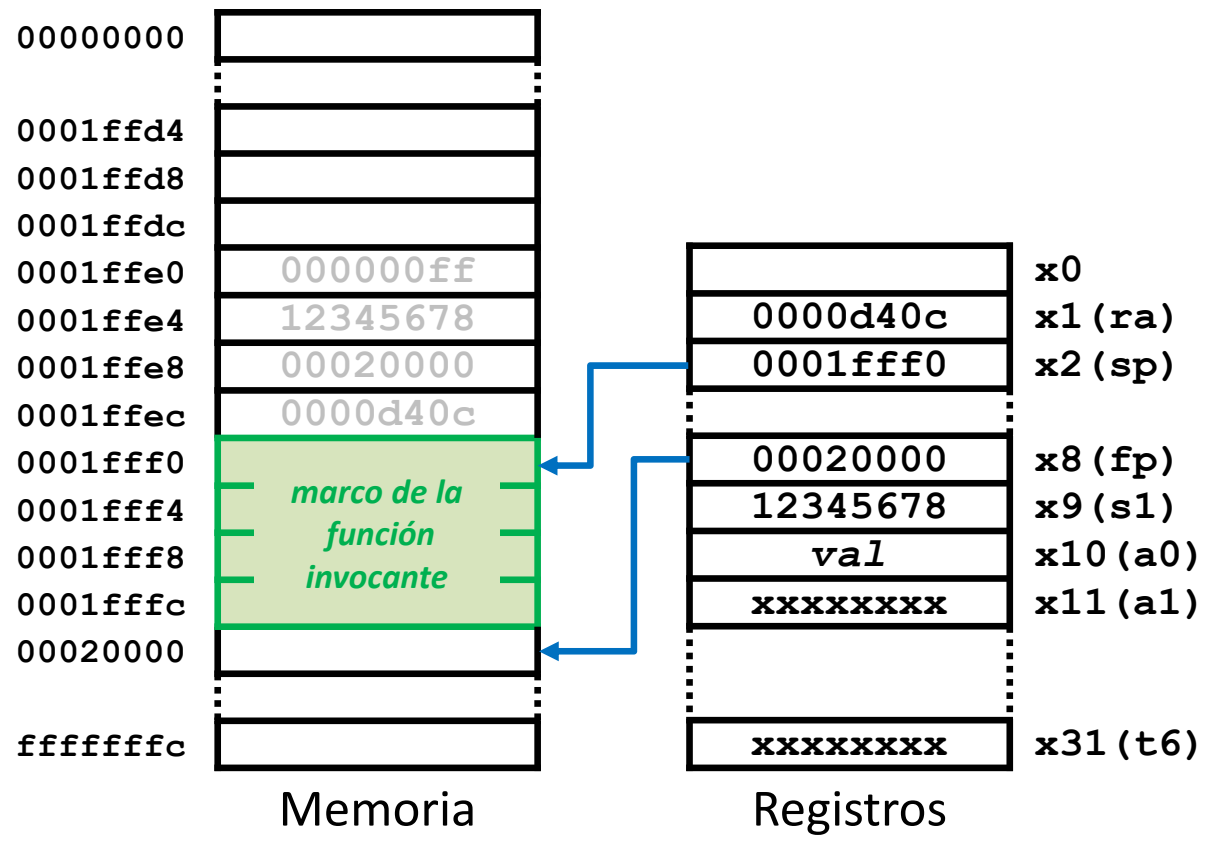 00000000
0001ffd4
0001ffd8
0001ffdc
0001ffe0 000000ff x0
0001ffe4 12345678 0000d40c x1(ra)
0001ffe8 00020000 0001fff0 x2(sp)
0001ffec 0000d40c
0001fff0 00020000 x8(fp)
marco de la
0001fff4 12345678 x9(s1)
función
0001fff8 val x10(a0)
invocante
0001fffc xxxxxxxx x11(a1)
00020000
fffffffc xxxxxxxx x31(t6)
Memoria Registros